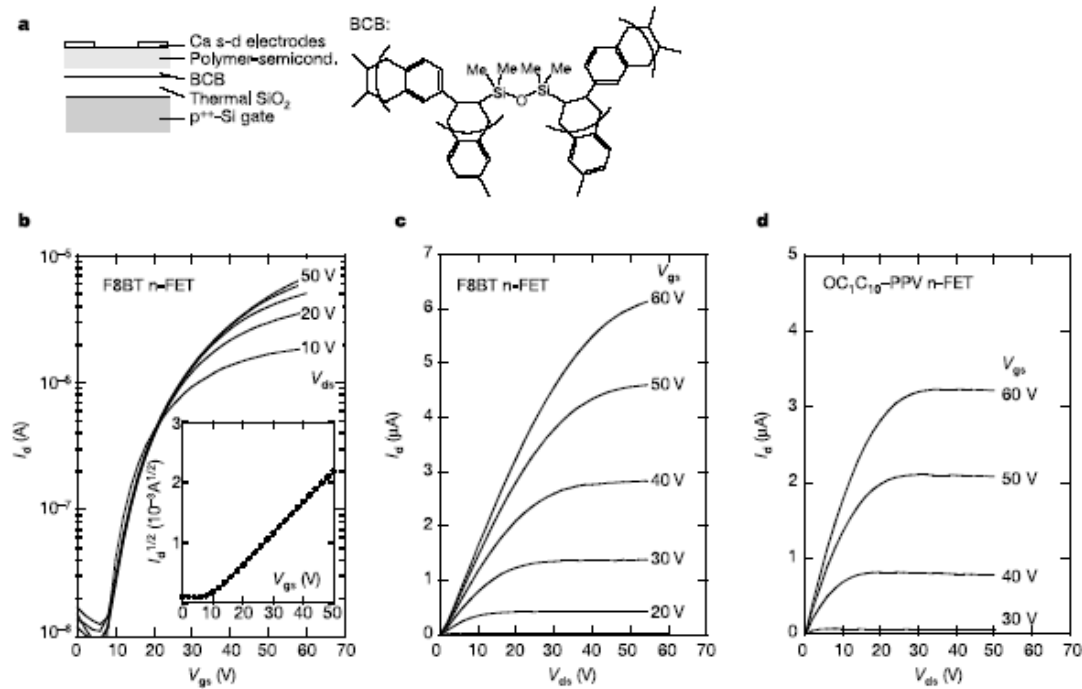 a
Ca s-d electrodes
Polymer-semicond.
BCB
Thermal SiO2
p++-Si gate
BCB:
Me Me Me Me
Si O Si
b
F8BT n-FET
10–5
10–6
10–7
10–8
Id (A)
50 V
20 V
10 V
Vds
3
2
1
0
Id1/2 (10–3A1/2)
Vgs (V)
0 10 20 30 40 50
0 10 20 30 40 50 60 70
Vgs (V)
c
F8BT n-FET
7
6
5
4
3
2
1
0
Id (µA)
Vgs
60 V
50 V
40 V
30 V
20 V
0 10 20 30 40 50 60 70
Vds (V)
d
OC1C10–PPV n-FET
5
4
3
2
1
0
Id (µA)
Vgs
60 V
50 V
40 V
30 V
0 10 20 30 40 50 60 70
Vds (V)